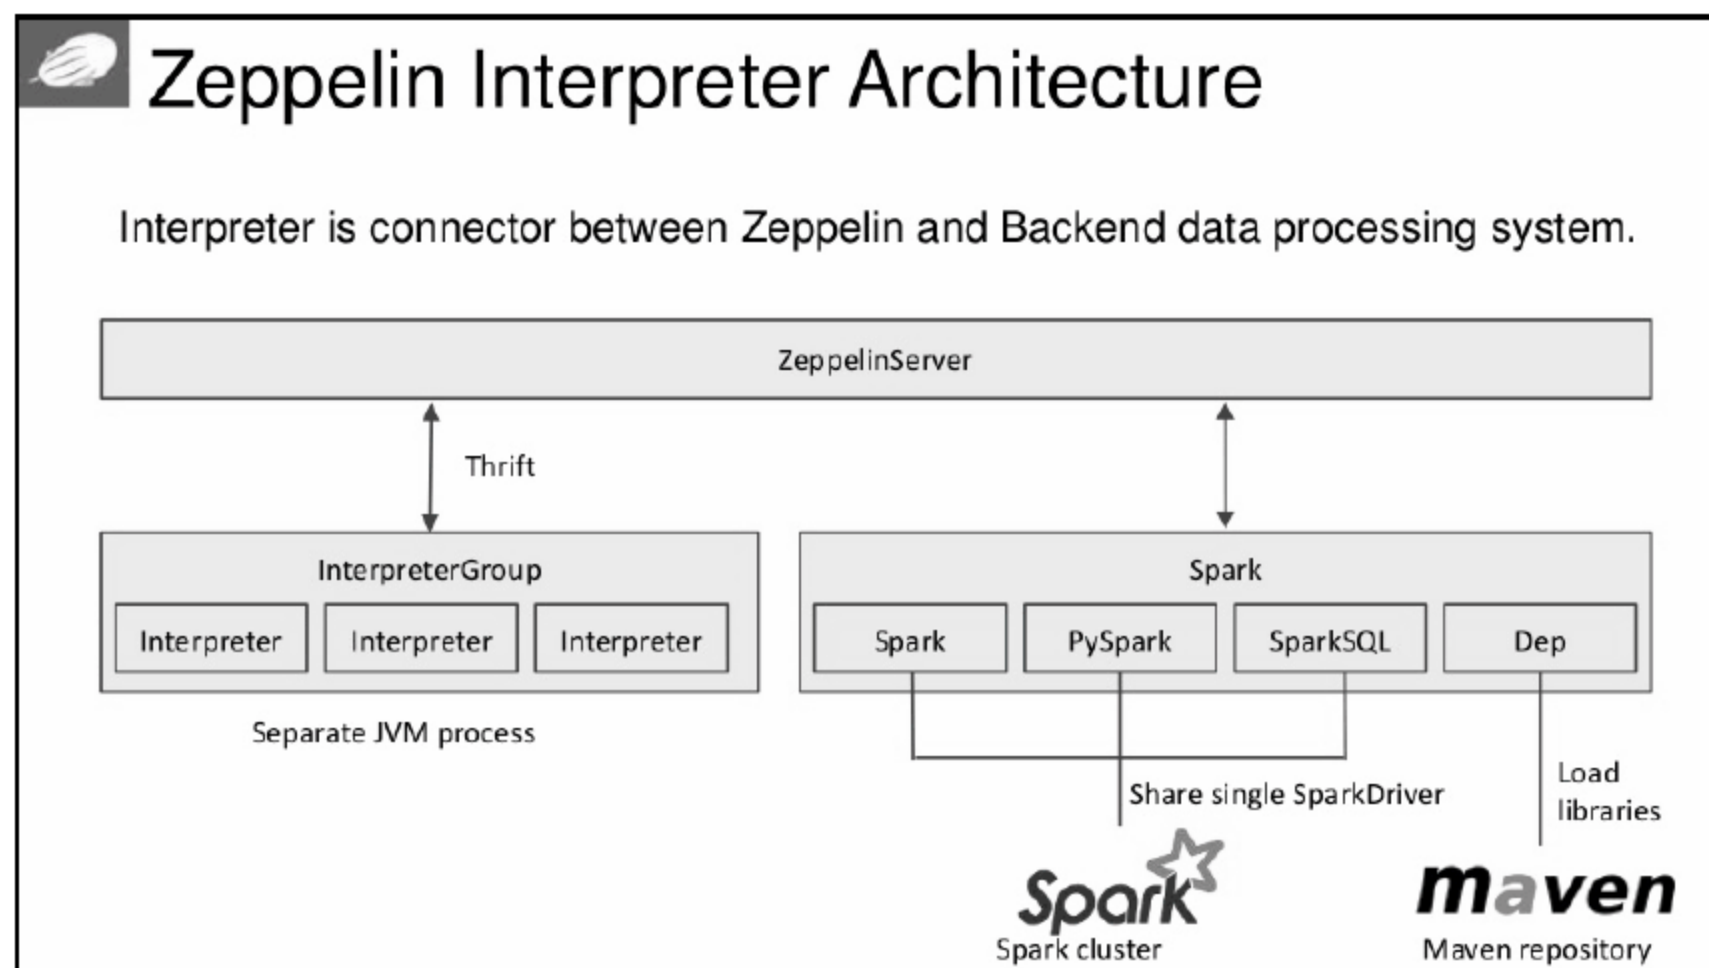 Zeppelin Interpreter Architecture
Interpreter is connector between Zeppelin and Backend data processing system.
ZeppelinServer
Thrift
InterpreterGroup
Interpreter
Interpreter
Interpreter
Separate JVM process
Spark
Spark
PySpark
SparkSQL
Dep
Share single SparkDriver
Load
libraries
Spark
Spark cluster
maven
Maven repository